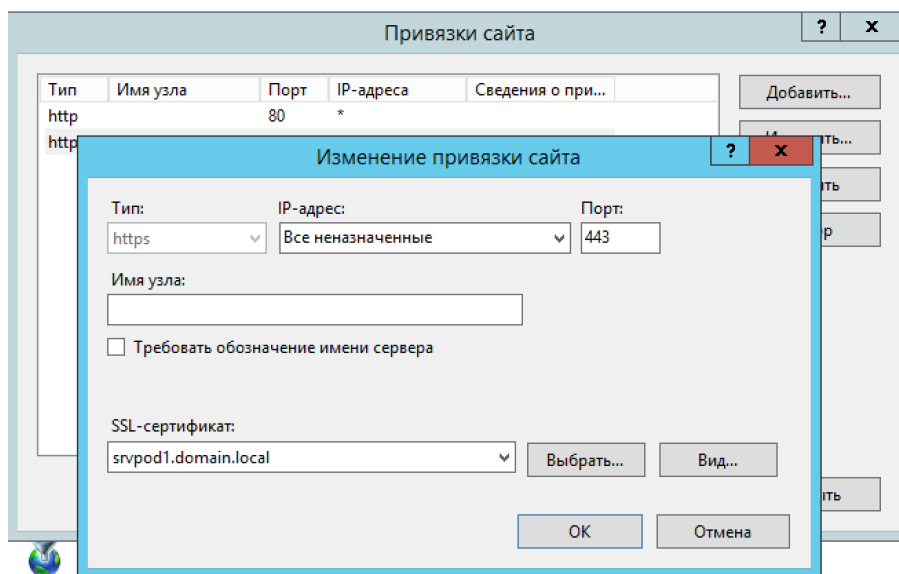 Привязки сайта
?
x
Тип Имя узла Порт IP-адреса Сведения о при...
http 80 *
http
Добавить...
Изменение привязки сайта
?
x
Тип: IP-адрес: Порт:
https Все неназначенные 443
Имя узла:
Требовать обозначение имени сервера
SSL-сертификат:
srvpod1.domain.local Выбрать... Вид...
OK Отмена